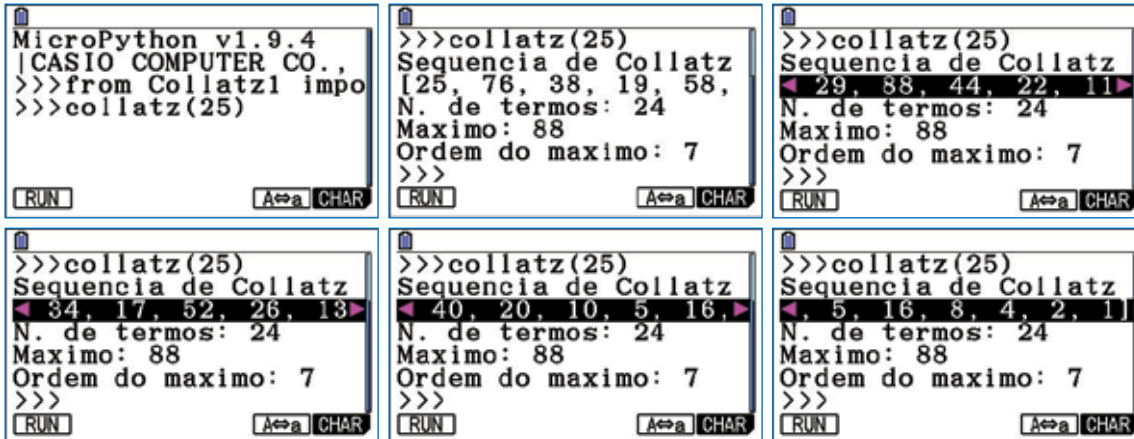 MicroPython v1.9.4
|CASIO COMPUTER CO.,
>>>from Collatz1 impo
>>>collatz(25)
RUN A⇔a CHAR
>>>collatz(25)
Sequencia de Collatz
[25, 76, 38, 19, 58,
N. de termos: 24
Maximo: 88
Ordem do maximo: 7
>>>
RUN A⇔a CHAR
>>>collatz(25)
Sequencia de Collatz
29, 88, 44, 22, 11
N. de termos: 24
Maximo: 88
Ordem do maximo: 7
>>>
RUN A⇔a CHAR
>>>collatz(25)
Sequencia de Collatz
34, 17, 52, 26, 13
N. de termos: 24
Maximo: 88
Ordem do maximo: 7
>>>
RUN A⇔a CHAR
>>>collatz(25)
Sequencia de Collatz
40, 20, 10, 5, 16,
N. de termos: 24
Maximo: 88
Ordem do maximo: 7
>>>
RUN A⇔a CHAR
>>>collatz(25)
Sequencia de Collatz
, 5, 16, 8, 4, 2, 1]
N. de termos: 24
Maximo: 88
Ordem do maximo: 7
>>>
RUN A⇔a CHAR